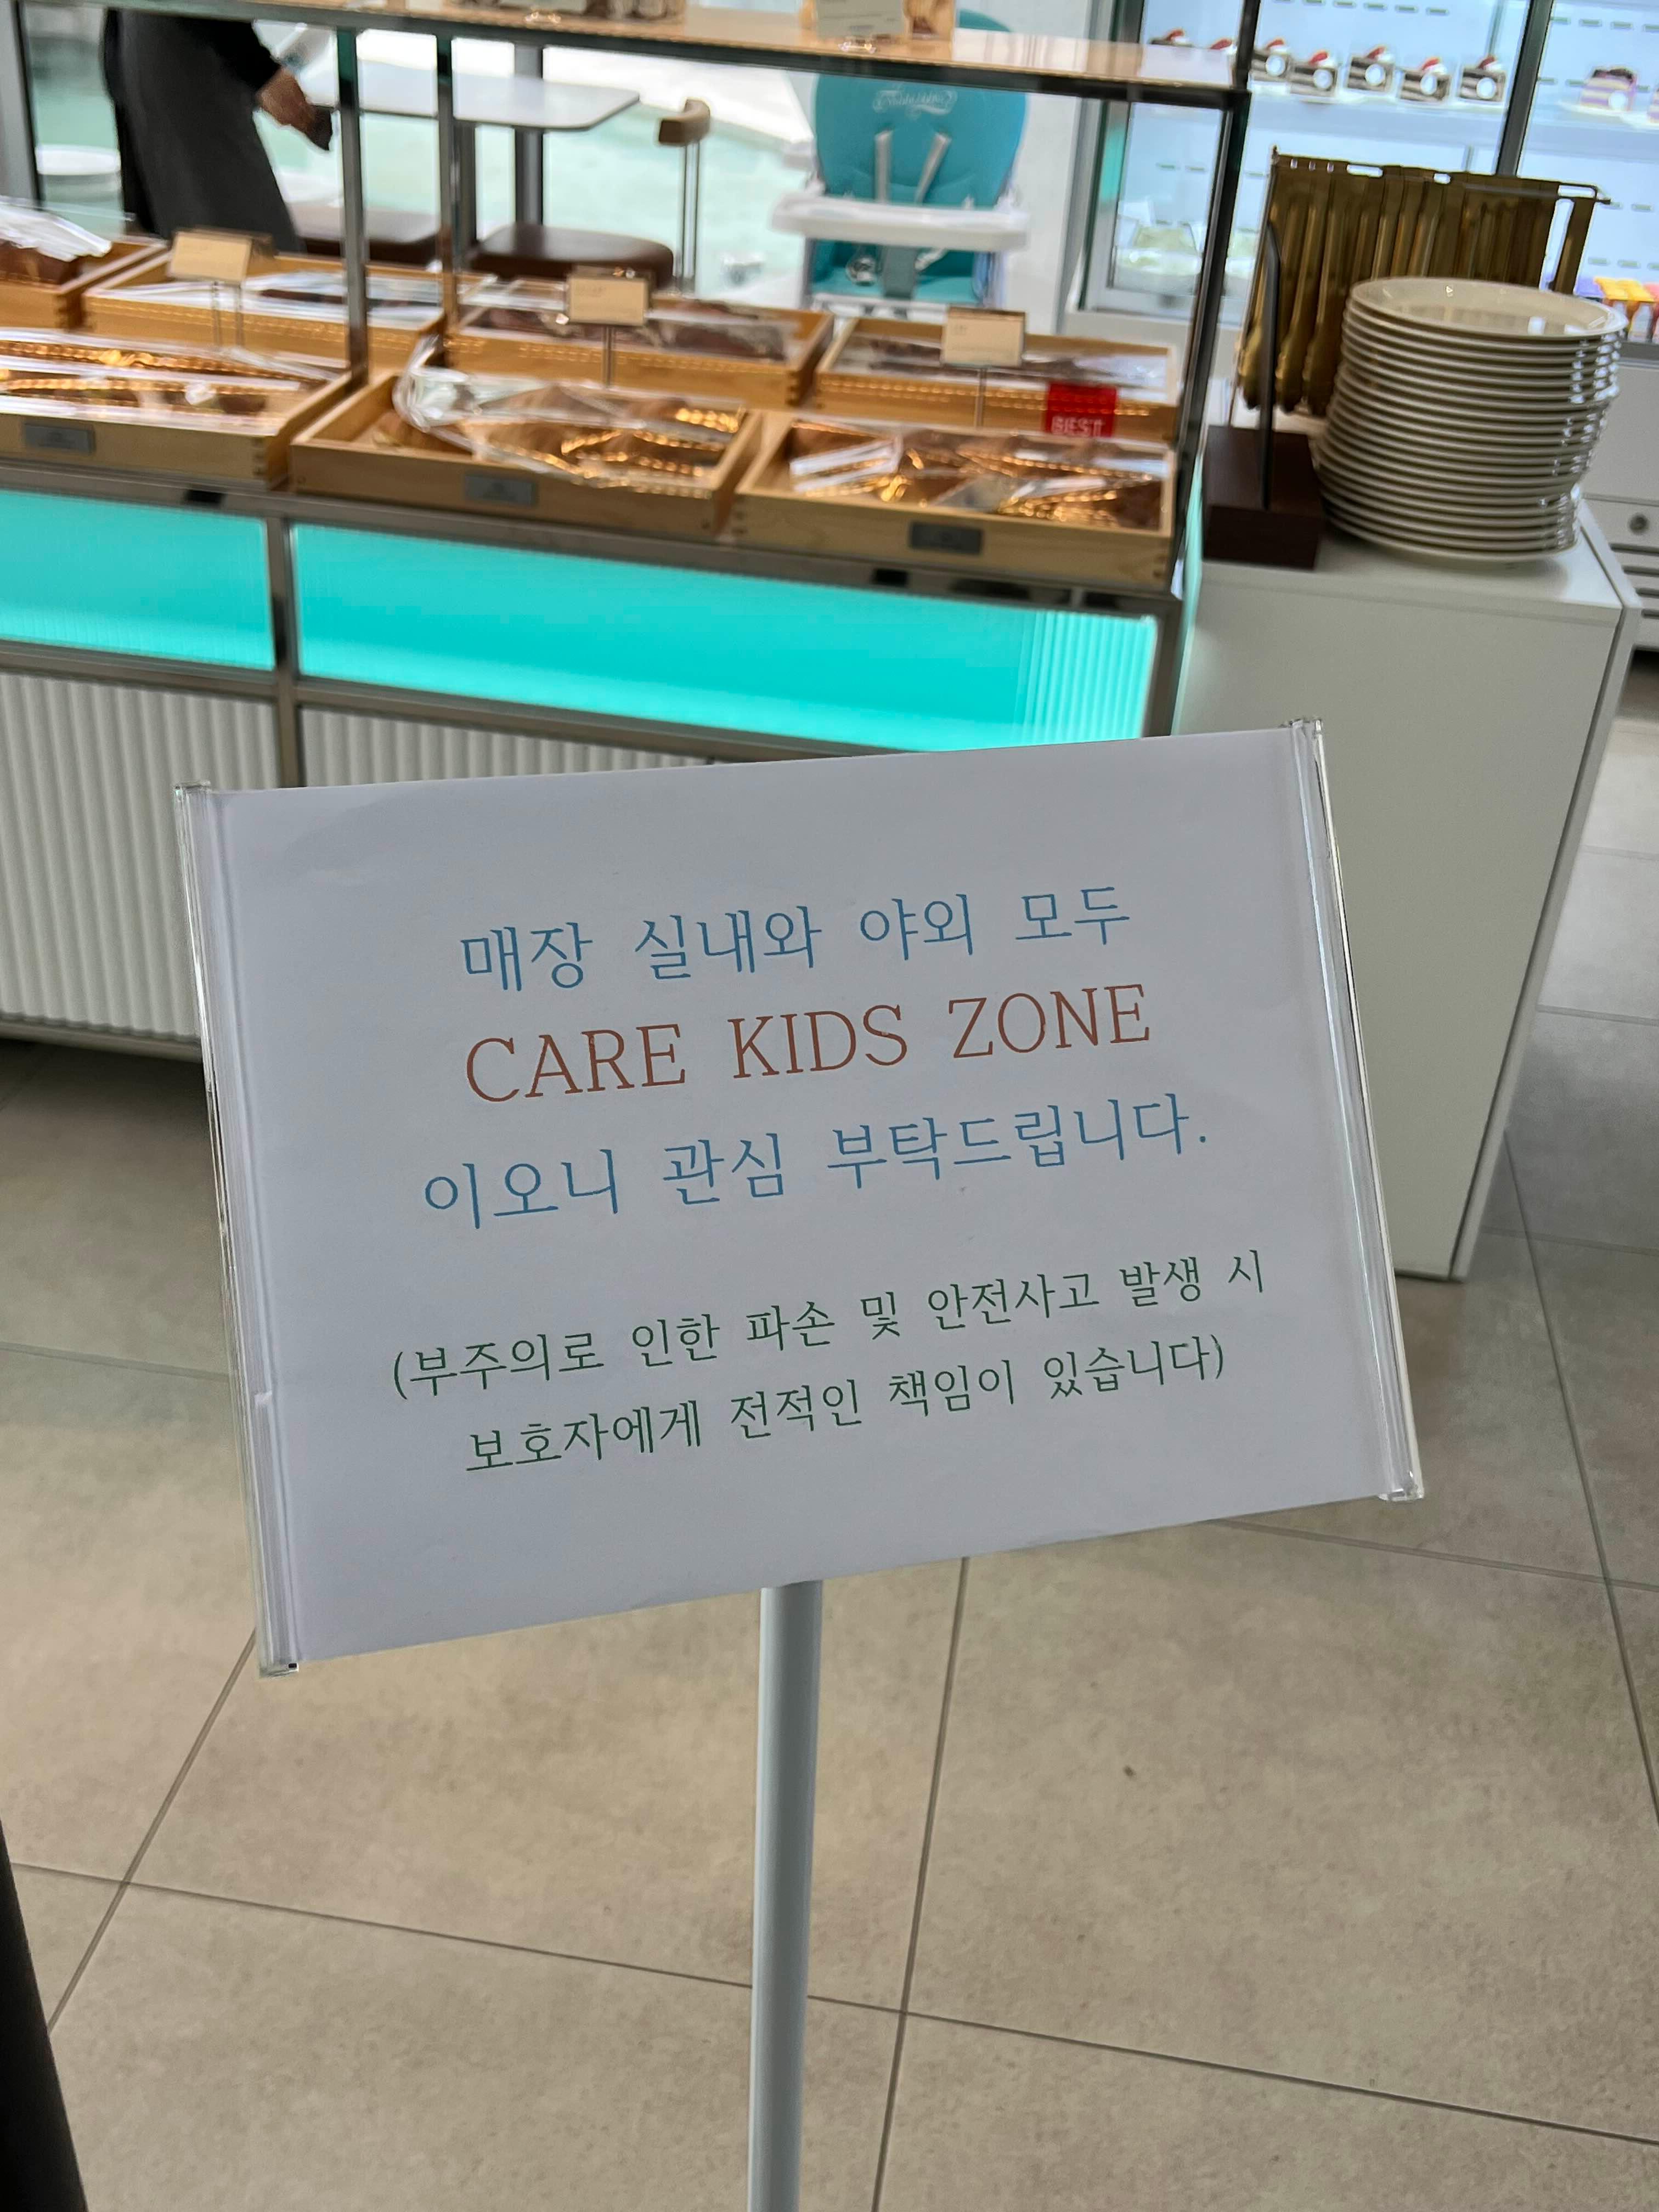 BEST
매장 실내와 야외 모두
CARE KIDS ZONE
이오니 관심 부탁드립니다.
(부주의로 인한 파손 및 안전사고 발생 시
보호자에게 전적인 책임이 있습니다)